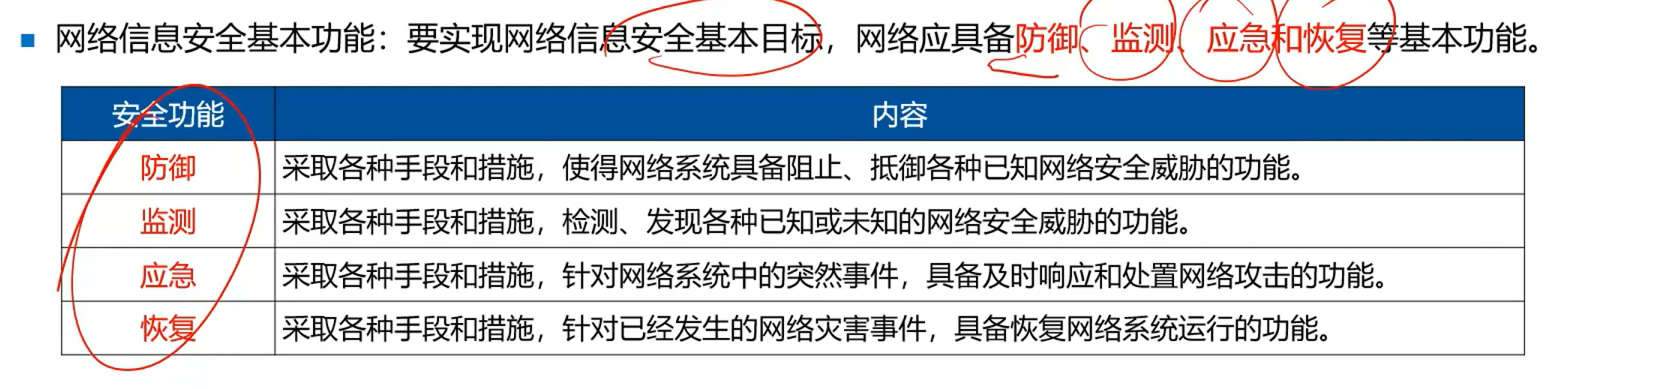 网络信息安全基本功能：要实现网络信息安全基本目标，网络应具备防御、监测、应急和恢复等基本功能。
安全功能 内容
防御 采取各种手段和措施，使得网络系统具备阻止、抵御各种已知网络安全威胁的功能。
监测 采取各种手段和措施，检测、发现各种已知或未知的网络安全威胁的功能。
应急 采取各种手段和措施，针对网络系统中的突然事件，具备及时响应和处置网络攻击的功能。
恢复 采取各种手段和措施，针对已经发生的网络灾害事件，具备恢复网络系统运行的功能。